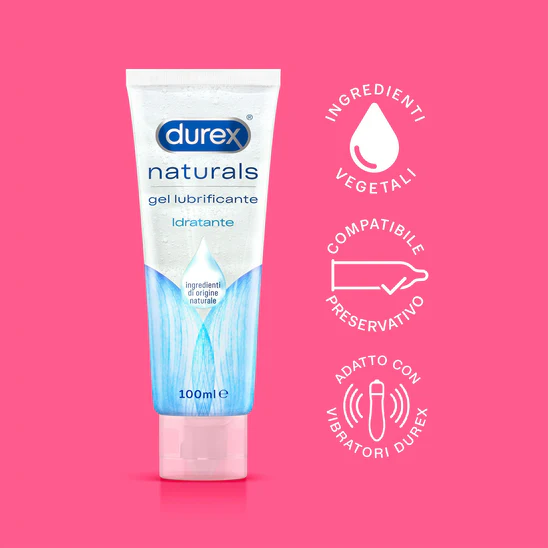 durex®
naturals
gel lubrificante
Idratante
ingredienti
di origine
naturale
100ml ℮
INGREDIENTI
VEGETALI
COMPATIBILE
PRESERVATIVO
ADATTO CON
VIBRATORI DUREX